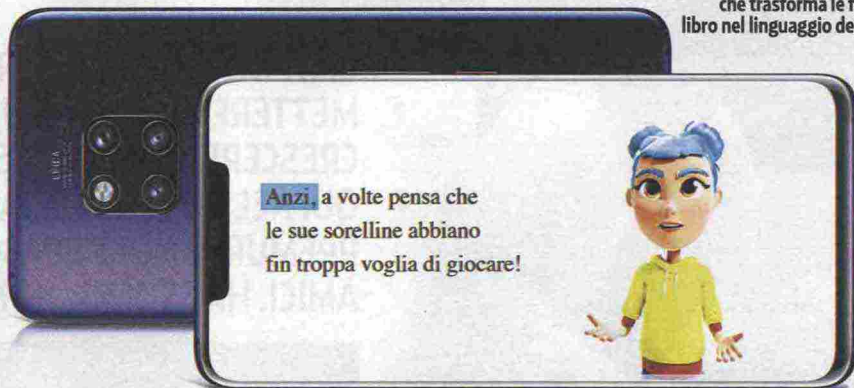 che trasforma le f
libro nel linguaggio de
LEICA
Anzi, a volte pensa che
le sue sorelline abbiano
fin troppa voglia di giocare!